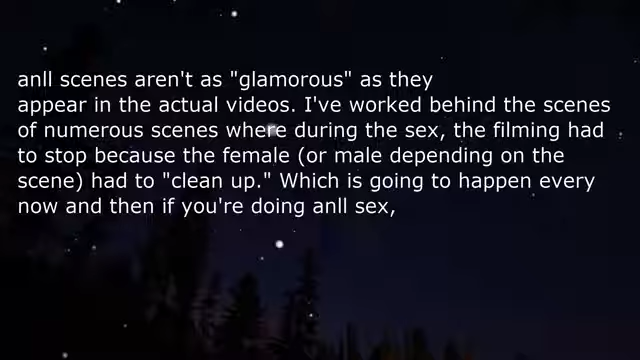 anll scenes aren't as "glamorous" as they
appear in the actual videos. I've worked behind the scenes
of numerous scenes where during the sex, the filming had
to stop because the female (or male depending on the
scene) had to "clean up." Which is going to happen every
now and then if you're doing anll sex,